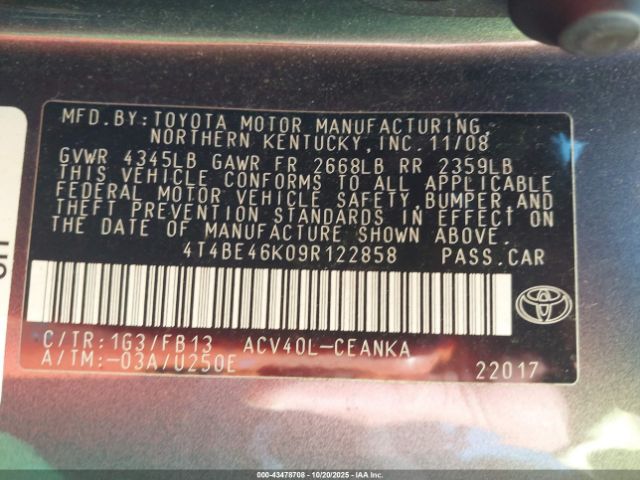 MFD.BY:TOYOTA MOTOR MANUFACTURING,
NORTHERN KENTUCKY,INC.11/08
GVWR 4345LB GAWR FR 2668LB RR 2359LB
THIS VEHICLE CONFORMS TO ALL APPLICABLE
FEDERAL MOTOR VEHICLE SAFETY,BUMPER,AND
THEFT PREVENTION STANDARDS IN EFFECT ON
THE DATE OF MANUFACTURE SHOWN ABOVE.
4T4BE46K09R122858 PASS.CAR
C/TR:1G3/FB13 ACV40L-CEANKA
A/TM:-03A/U250E
22017
TOYOTA
000-43478708 - 10/20/2025 - IAAI.COM